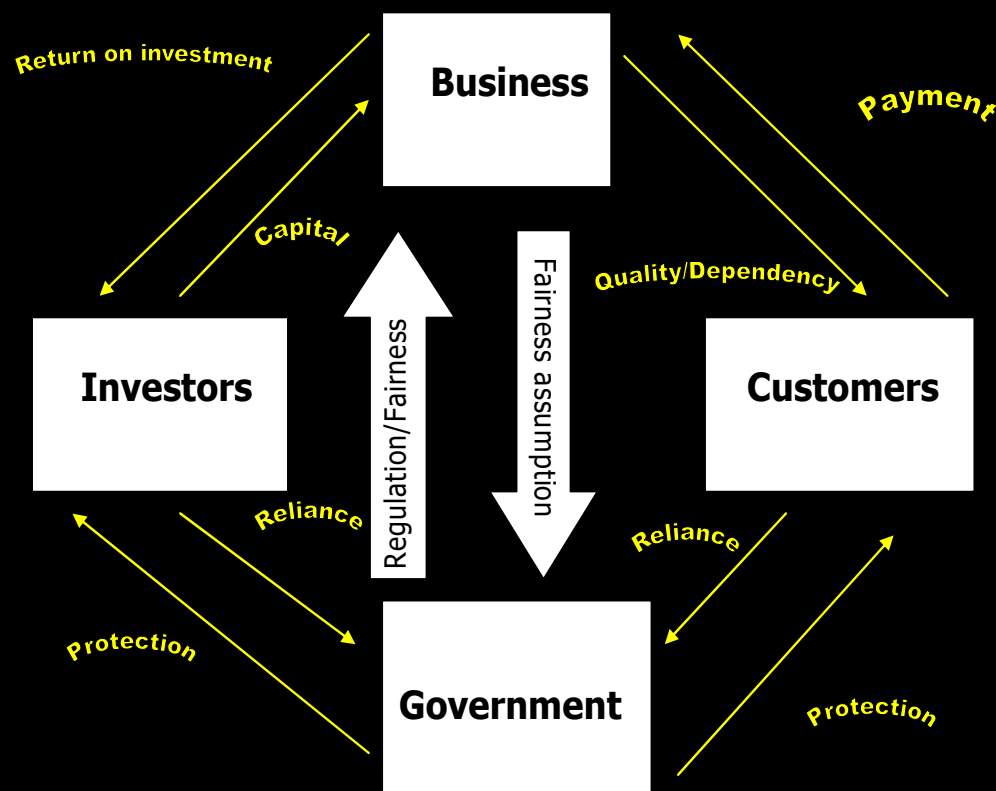 Return on investment
Business
Payment
Capital
Quality/Dependency
Regulation/Fairness
Fairness assumption
Investors
Customers
Reliance
Reliance
Protection
Government
Protection